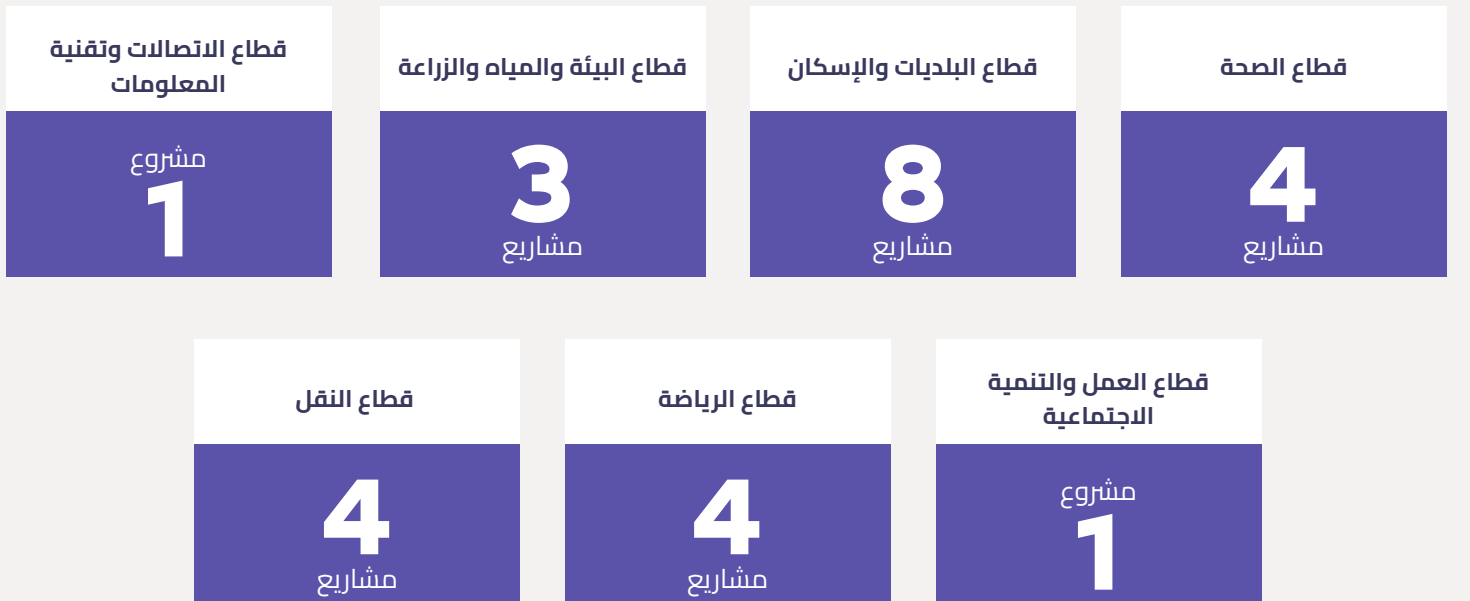 قطاع الصحة
4
مشاريع
قطاع البلديات والإسكان
8
مشاريع
قطاع البيئة والمياه والزراعة
3
مشاريع
قطاع الاتصالات وتقنية
المعلومات
مشروع
1
قطاع العمل والتنمية
الاجتماعية
مشروع
1
قطاع الرياضة
4
مشاريع
قطاع النقل
4
مشاريع